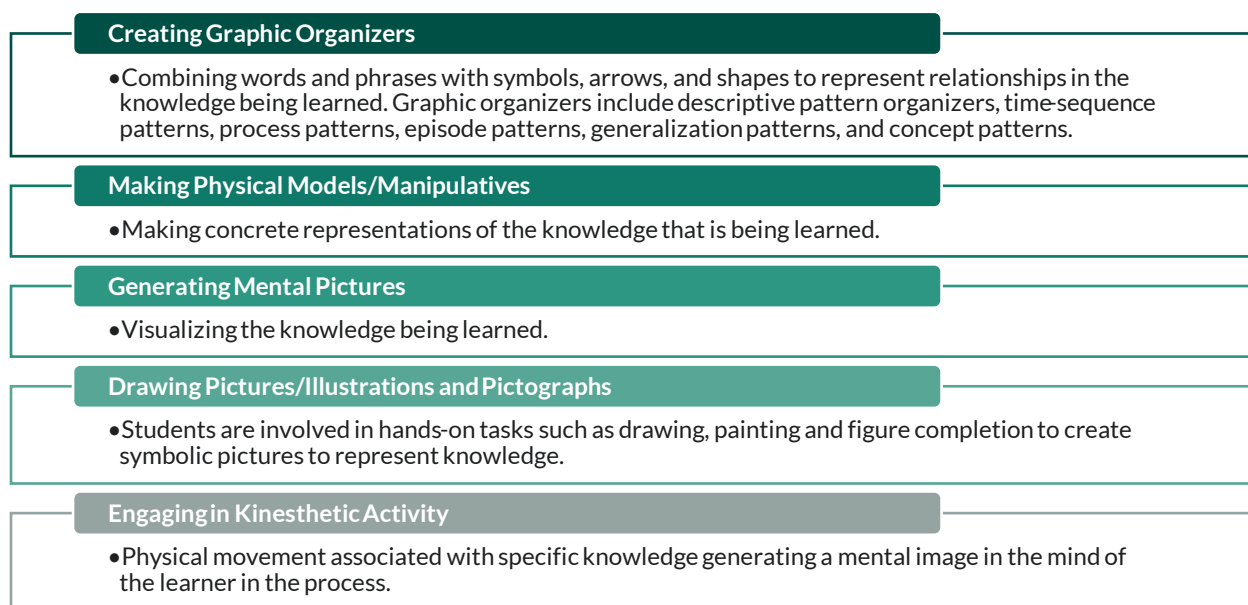 Creating Graphic Organizers
•Combining words and phrases with symbols, arrows, and shapes to represent relationships in the
knowledge being learned. Graphic organizers include descriptive pattern organizers, time-sequence
patterns, process patterns, episode patterns, generalization patterns, and concept patterns.
Making Physical Models/Manipulatives
•Making concrete representations of the knowledge that is being learned.
Generating Mental Pictures
•Visualizing the knowledge being learned.
Drawing Pictures/Illustrations and Pictographs
•Students are involved in hands-on tasks such as drawing, painting and figure completion to create
symbolic pictures to represent knowledge.
Engaging in Kinesthetic Activity
•Physical movement associated with specific knowledge generating a mental image in the mind of
the learner in the process.